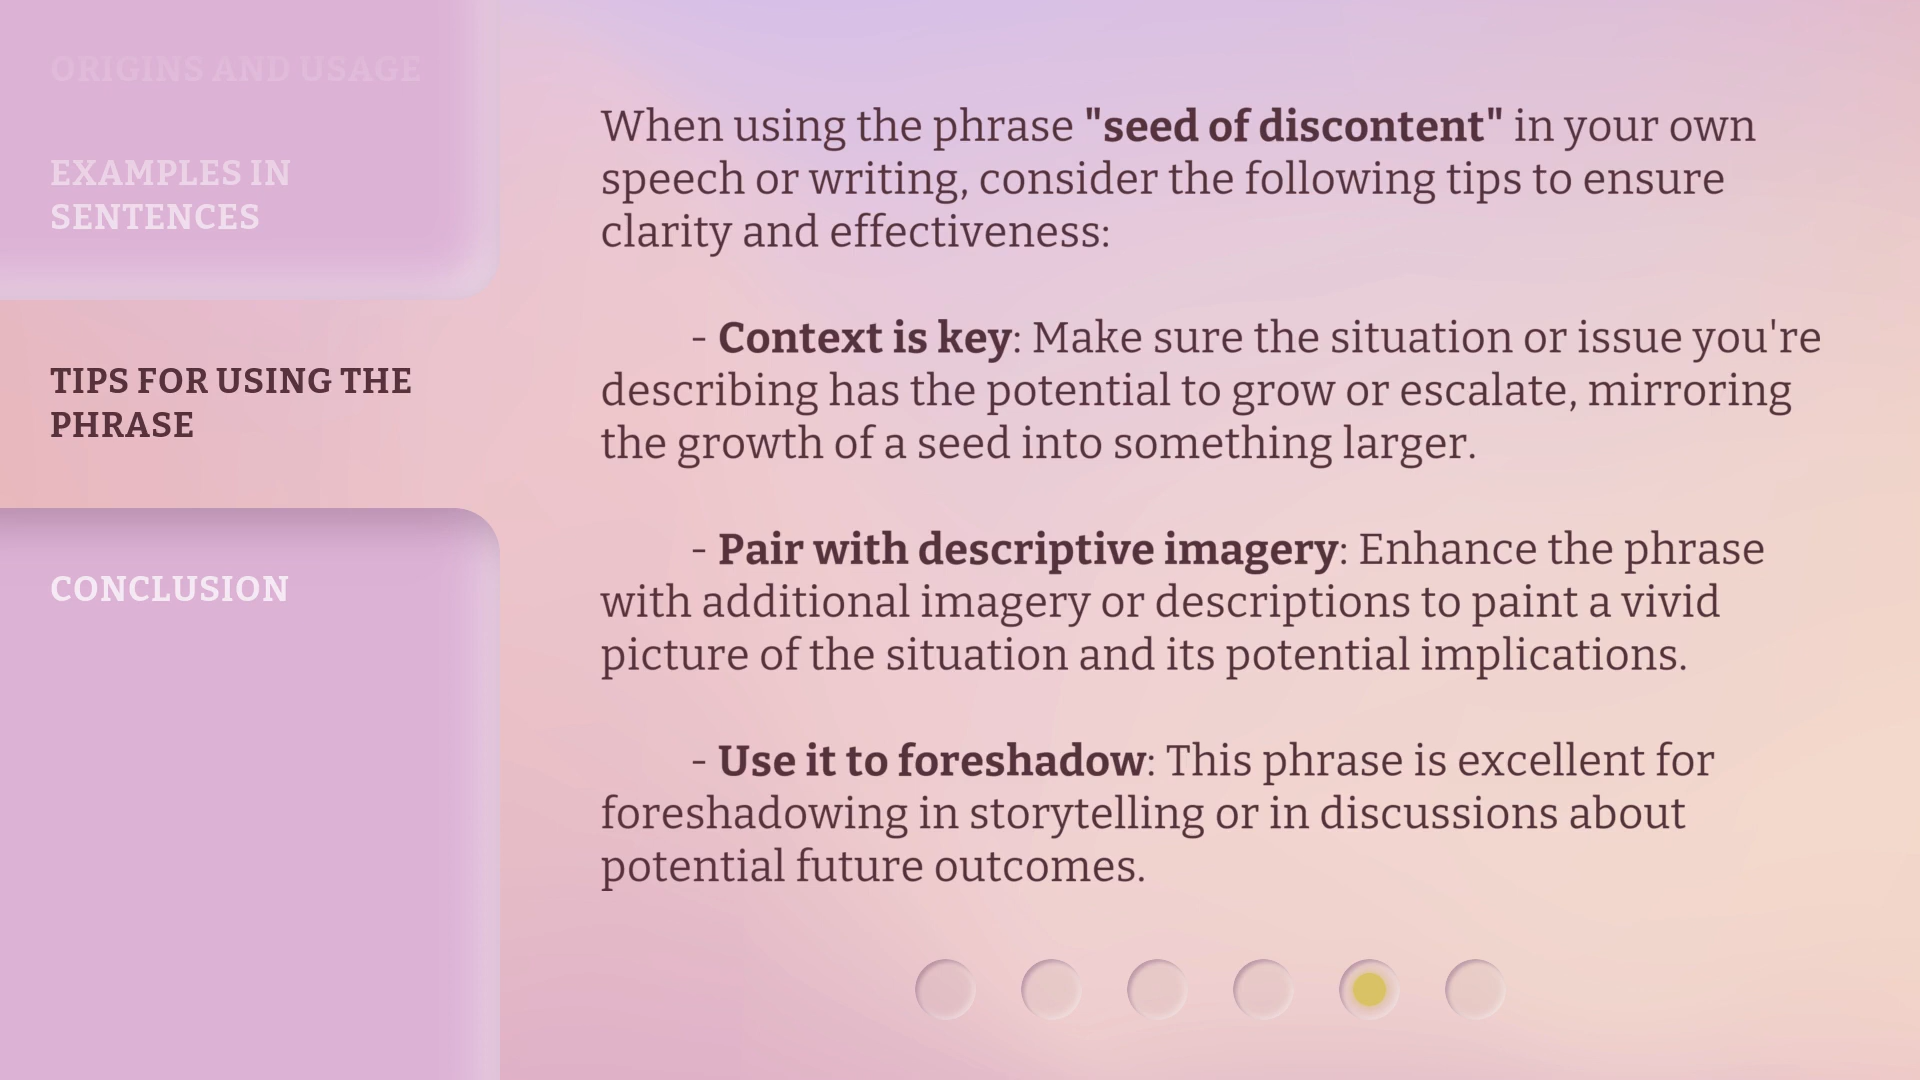 ORIGINS AND USAGE
EXAMPLES IN
SENTENCES
TIPS FOR USING THE
PHRASE
CONCLUSION
When using the phrase "seed of discontent" in your own
speech or writing, consider the following tips to ensure
clarity and effectiveness:
- Context is key: Make sure the situation or issue you're
describing has the potential to grow or escalate, mirroring
the growth of a seed into something larger.
- Pair with descriptive imagery: Enhance the phrase
with additional imagery or descriptions to paint a vivid
picture of the situation and its potential implications.
- Use it to foreshadow: This phrase is excellent for
foreshadowing in storytelling or in discussions about
potential future outcomes.